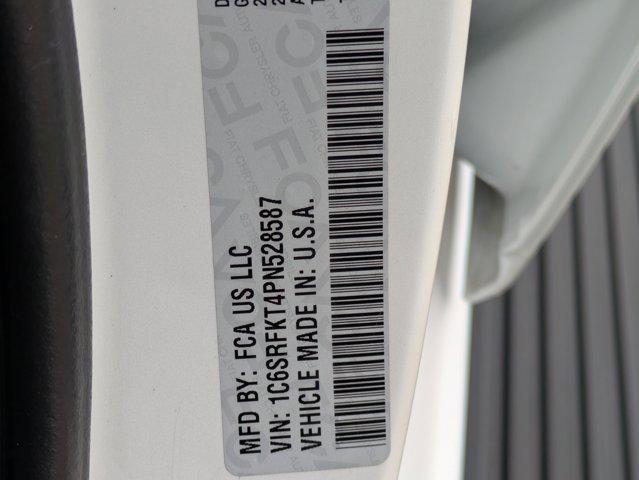 MFD BY: FCA US LLC
VIN: 1C6SRFKT4PN528587
VEHICLE MADE IN: U.S.A.